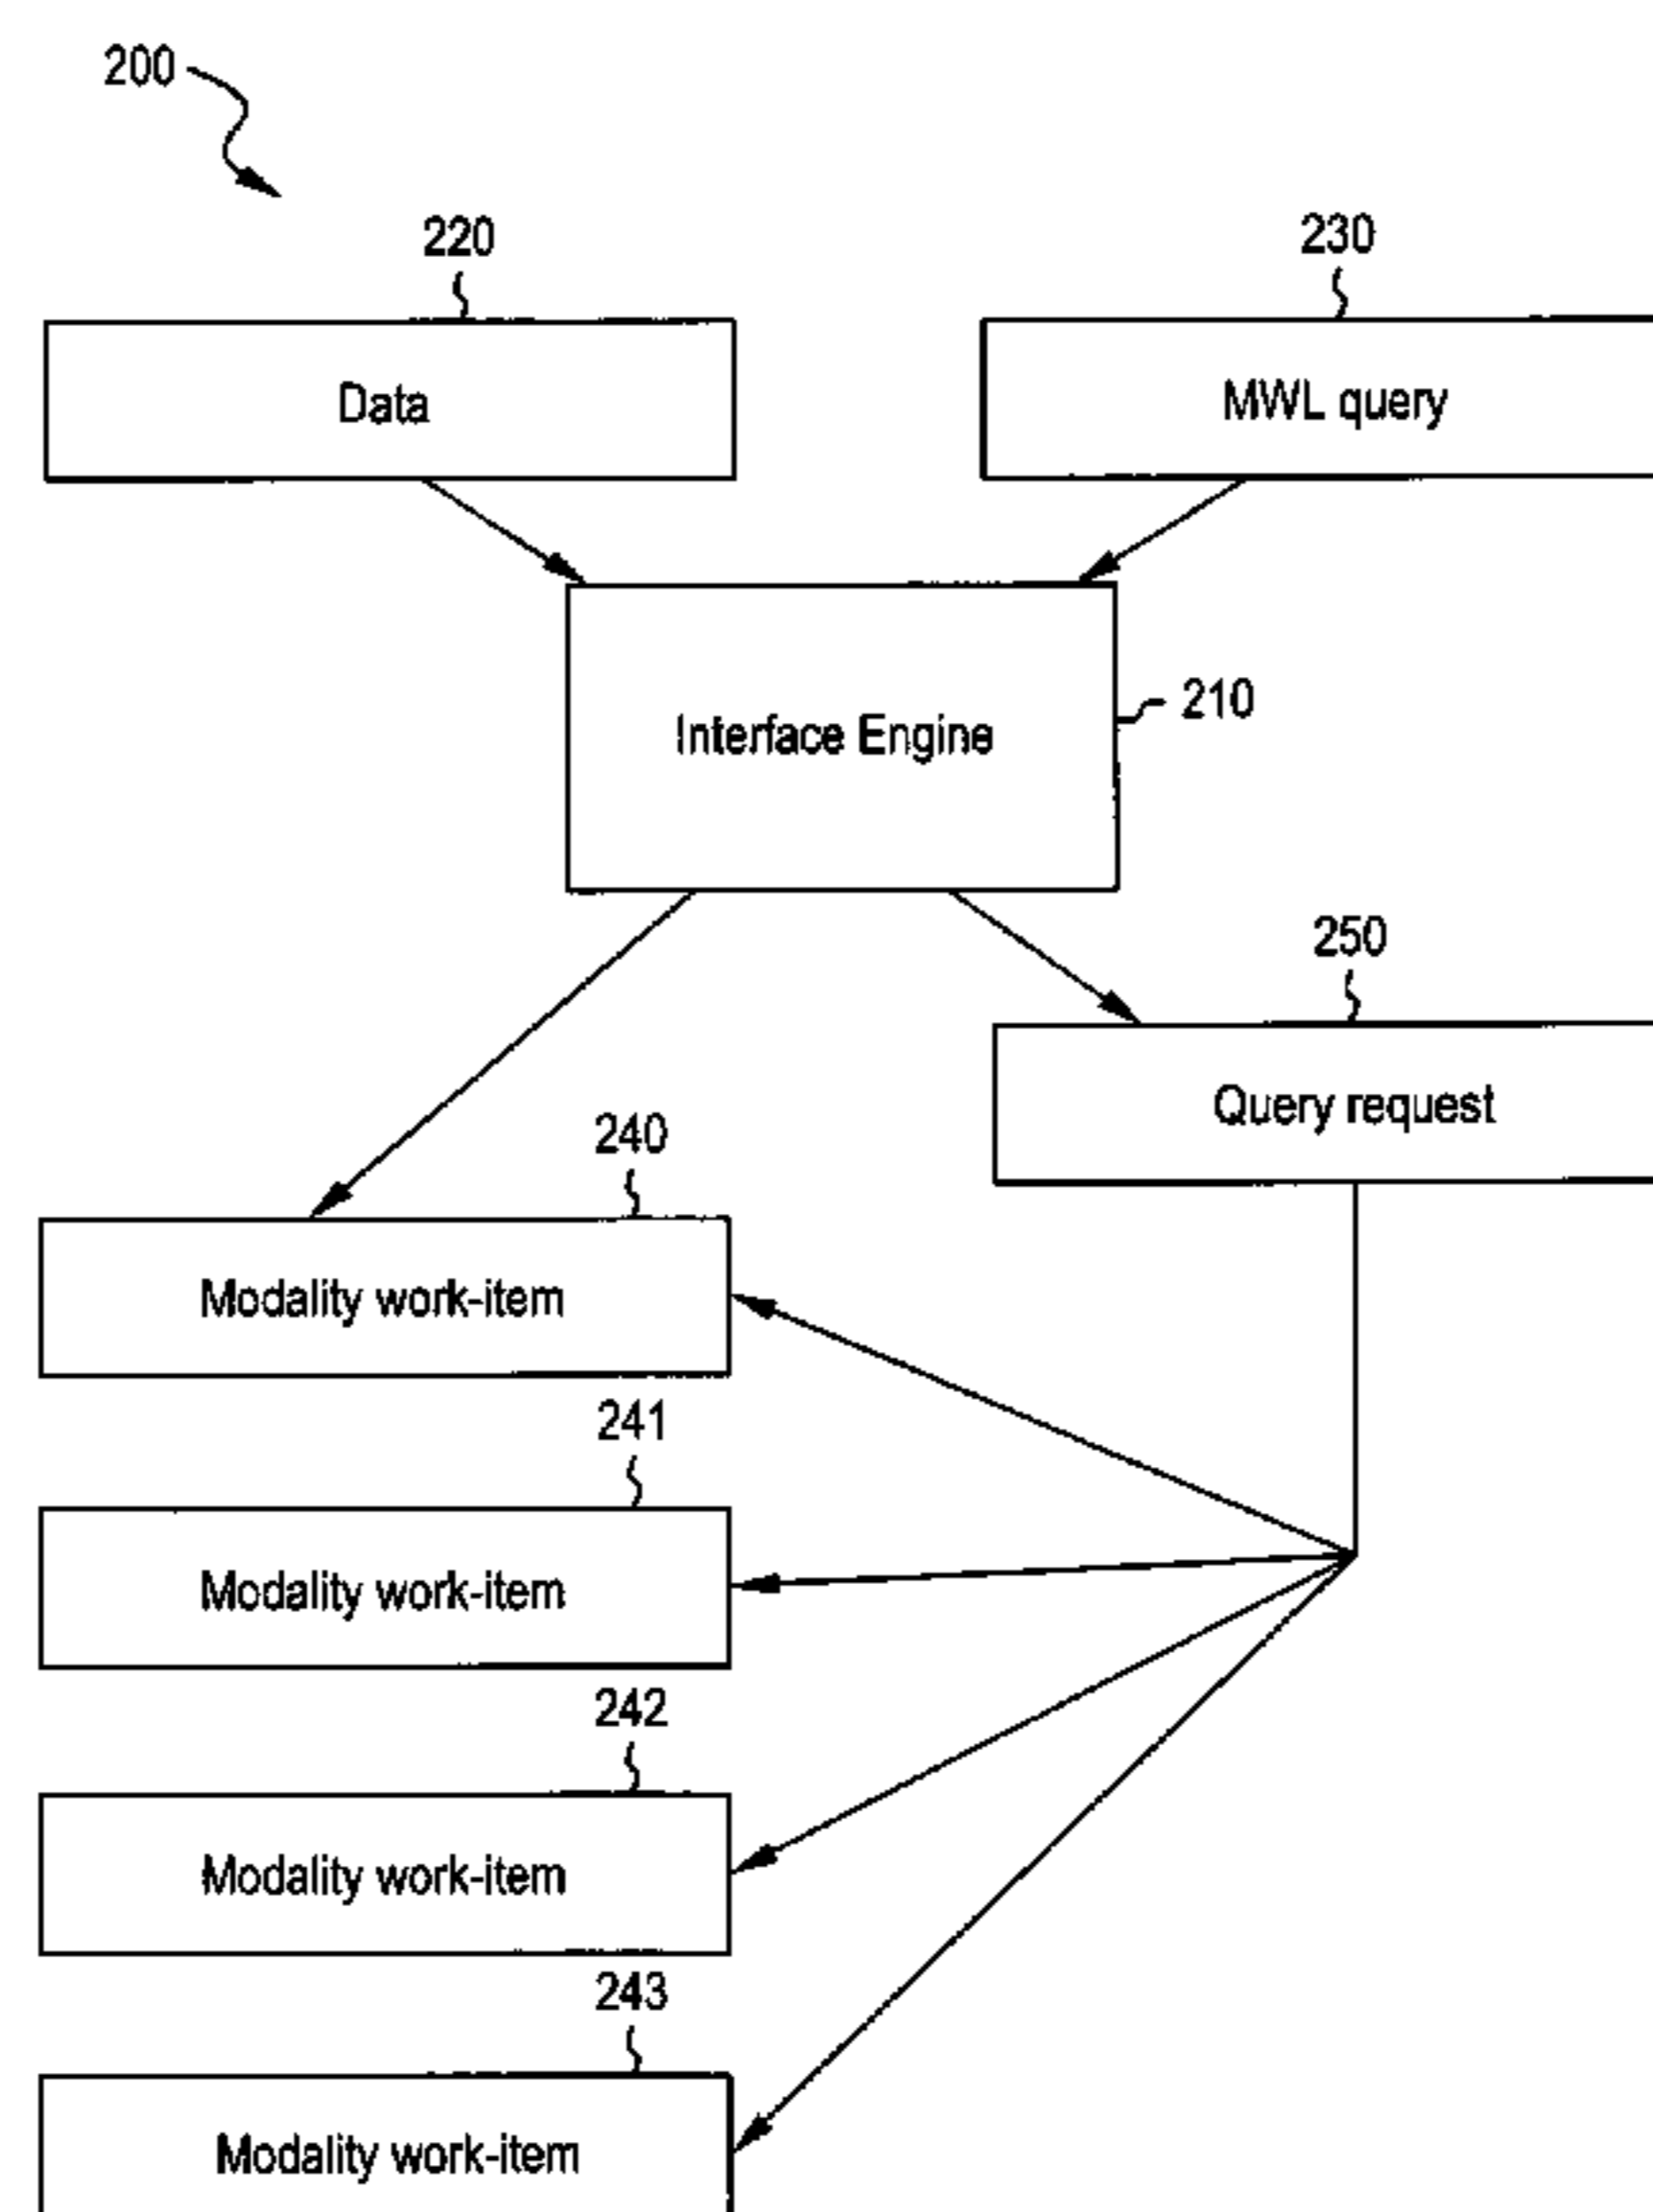 200
220
230
Data
MWL query
Interface Engine
210
250
Query request
240
Modality work-item
241
Modality work-item
242
Modality work-item
243
Modality work-item